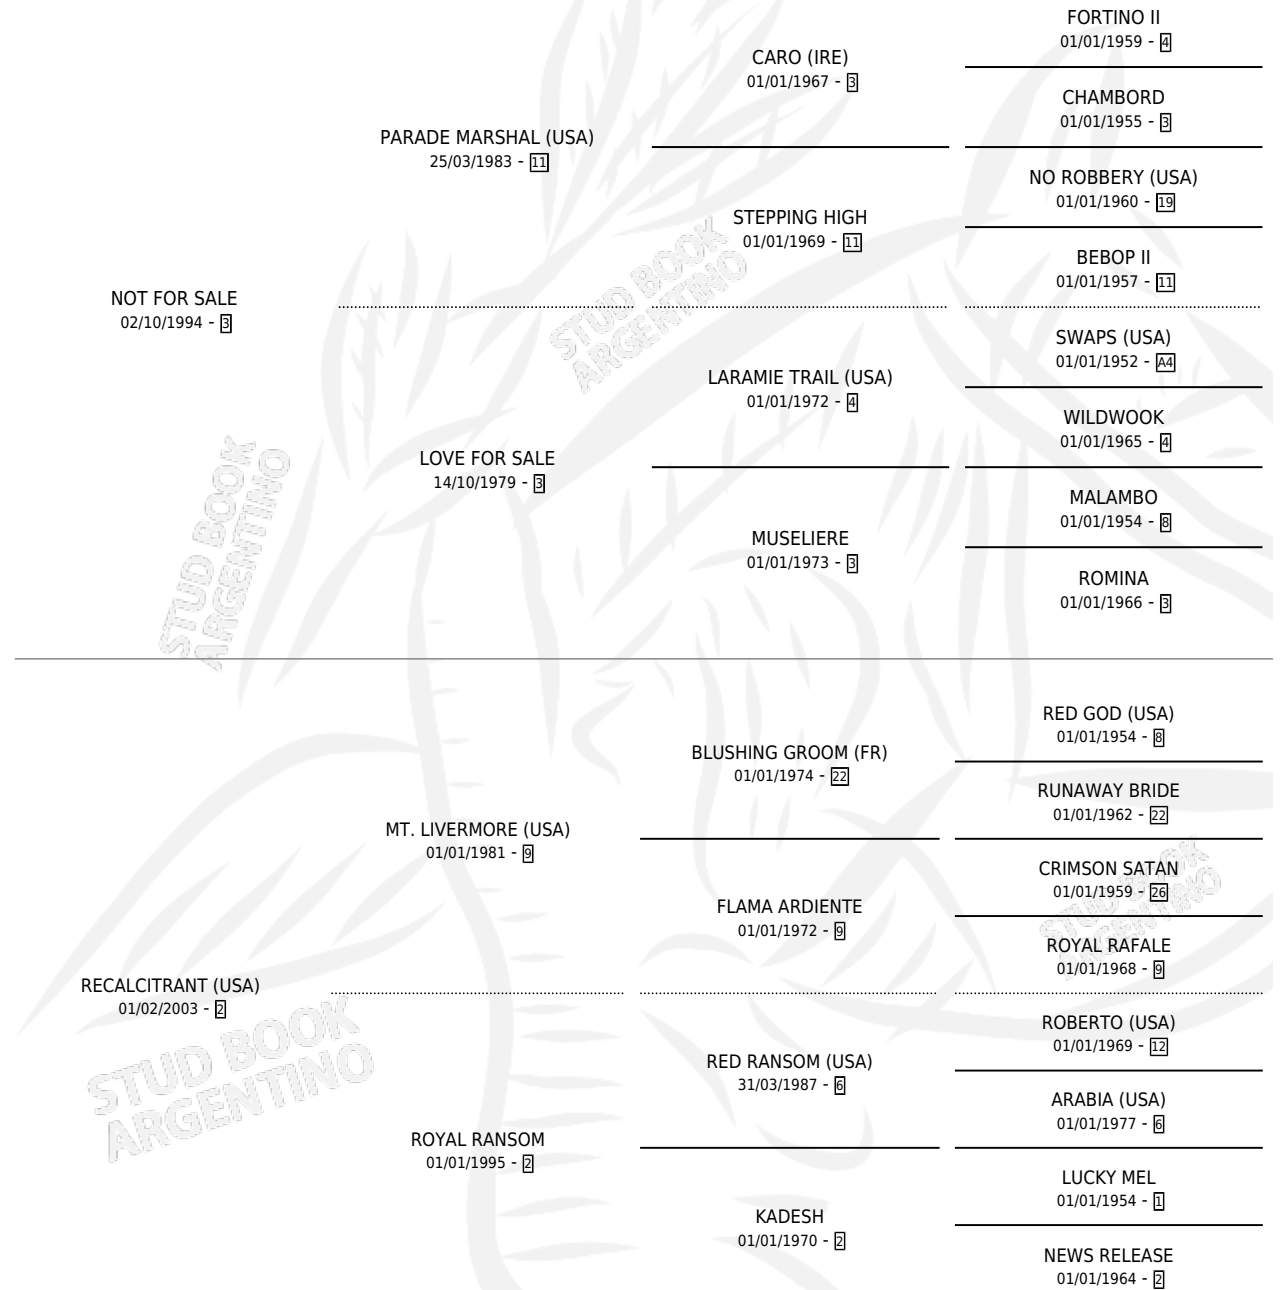 FORTINO II
01/01/1959 - 4
CARO (IRE)
01/01/1967 - 3
CHAMBORD
01/01/1955 - 3
PARADE MARSHAL (USA)
25/03/1983 - 11
NO ROBBERY (USA)
01/01/1960 - 19
STEPPING HIGH
01/01/1969 - 11
BEBOP II
01/01/1957 - 11
NOT FOR SALE
02/10/1994 - 3
STUD BOOK
ARGENTINO
SWAPS (USA)
01/01/1952 - A4
LARAMIE TRAIL (USA)
01/01/1972 - 4
WILDWOOK
01/01/1965 - 4
LOVE FOR SALE
14/10/1979 - 3
MALAMBO
01/01/1954 - 8
MUSELIERE
01/01/1973 - 3
ROMINA
01/01/1966 - 3
STUD BOOK
ARGENTINO
RED GOD (USA)
01/01/1954 - 8
BLUSHING GROOM (FR)
01/01/1974 - 22
RUNAWAY BRIDE
01/01/1962 - 22
MT. LIVERMORE (USA)
01/01/1981 - 9
CRIMSON SATAN
01/01/1959 - 26
STUD BOOK
ARGENTINO
FLAMA ARDIENTE
01/01/1972 - 9
ROYAL RAFALE
01/01/1968 - 9
RECALCITRANT (USA)
01/02/2003 - 2
STUD BOOK
ARGENTINO
ROBERTO (USA)
01/01/1969 - 12
RED RANSOM (USA)
31/03/1987 - 6
ARABIA (USA)
01/01/1977 - 6
ROYAL RANSOM
01/01/1995 - 2
LUCKY MEL
01/01/1954 - 1
KADESH
01/01/1970 - 2
NEWS RELEASE
01/01/1964 - 2